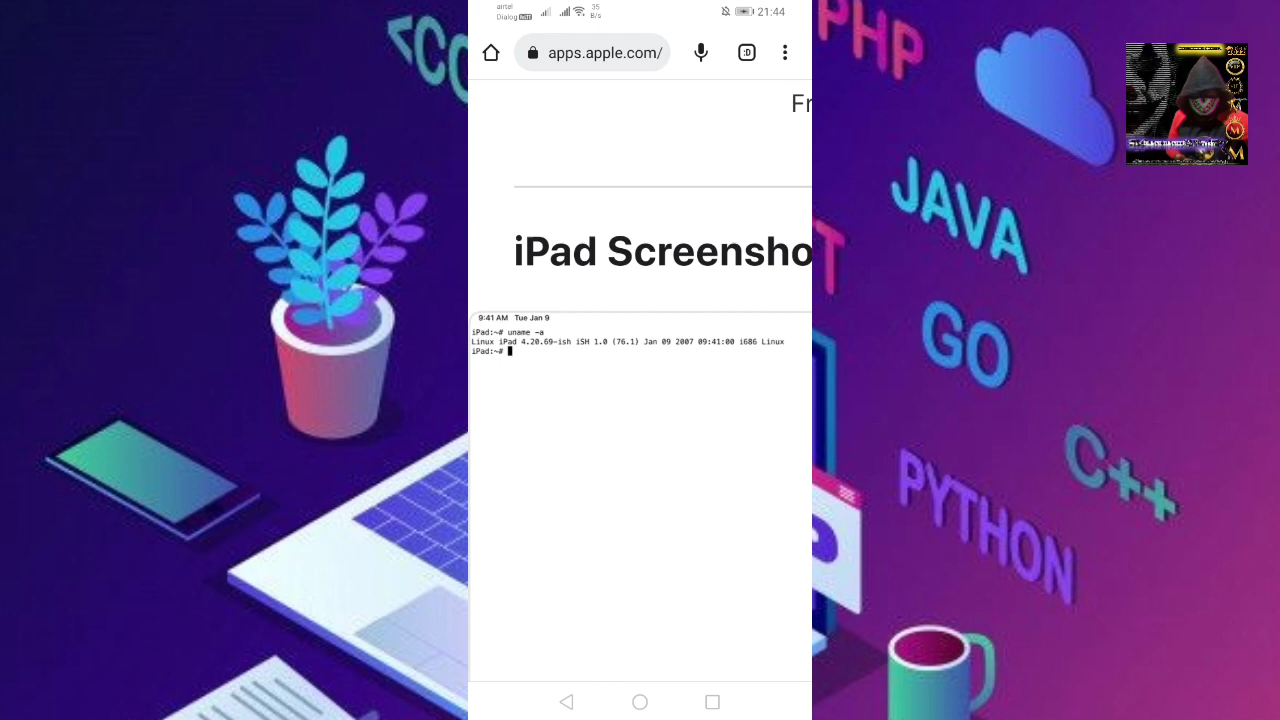 airtel
Dialog
35
B/s
21:44
apps.apple.com/
:D
Fr
iPad Screensho
9:41 AM Tue Jan 9
iPad:~# uname -a
Linux iPad 4.20.69-ish iSH 1.0 (76.1) Jan 09 2007 09:41:00 i686 Linux
iPad:~#
<CO
PHP
JAVA
T
GO
C++
PYTHON